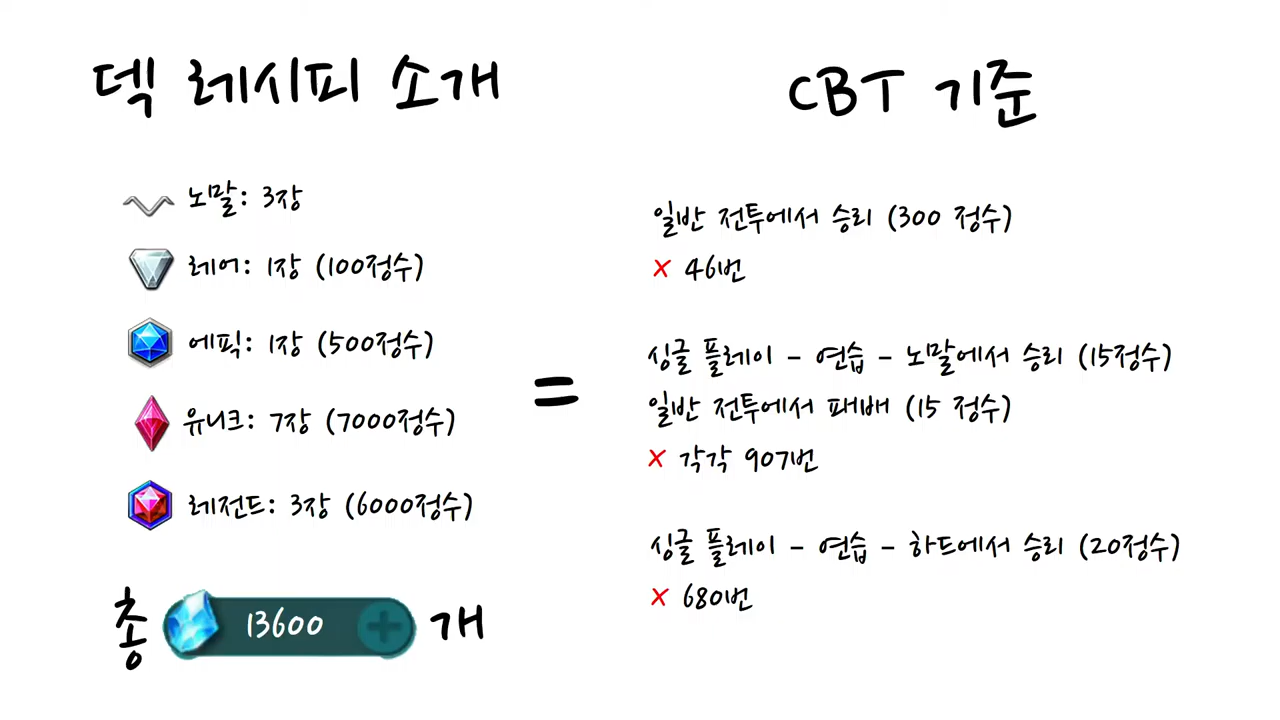 덱 레시피 소개
노말: 3장
레어: 1장 (100정수)
에픽: 1장 (500정수)
유니크: 7장 (7000정수)
레전드: 3장 (6000정수)
총 13600 개
=
CBT 기준
일반 전투에서 승리 (300 정수)
× 46번
싱글 플레이 - 연습 - 노말에서 승리 (15정수)
일반 전투에서 패배 (15 정수)
× 각각 907번
싱글 플레이 - 연습 - 하드에서 승리 (20정수)
× 680번